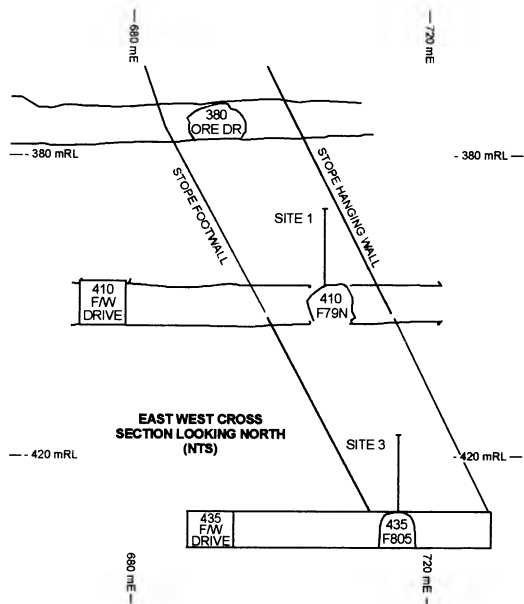 680 mE
720 mE
380
ORE DR
- 380 mRL
- 380 mRL
STOPE FOOTWALL
STOPE HANGING WALL
SITE 1
410
F/W
DRIVE
410
F79N
EAST WEST CROSS
SECTION LOOKING NORTH
(NTS)
SITE 3
- 420 mRL
- 420 mRL
435
F/W
DRIVE
435
F805
680 mE
720 mE